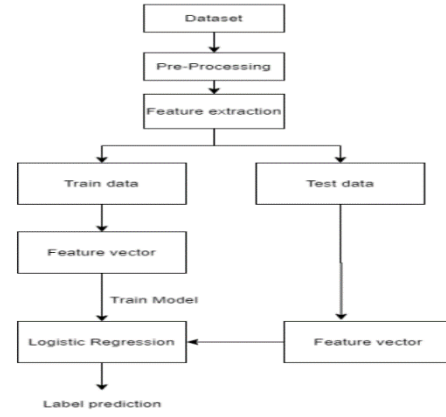 Dataset
Pre-Processing
Feature extraction
Train data
Test data
Feature vector
Train Model
Logistic Regression
Feature vector
Label prediction